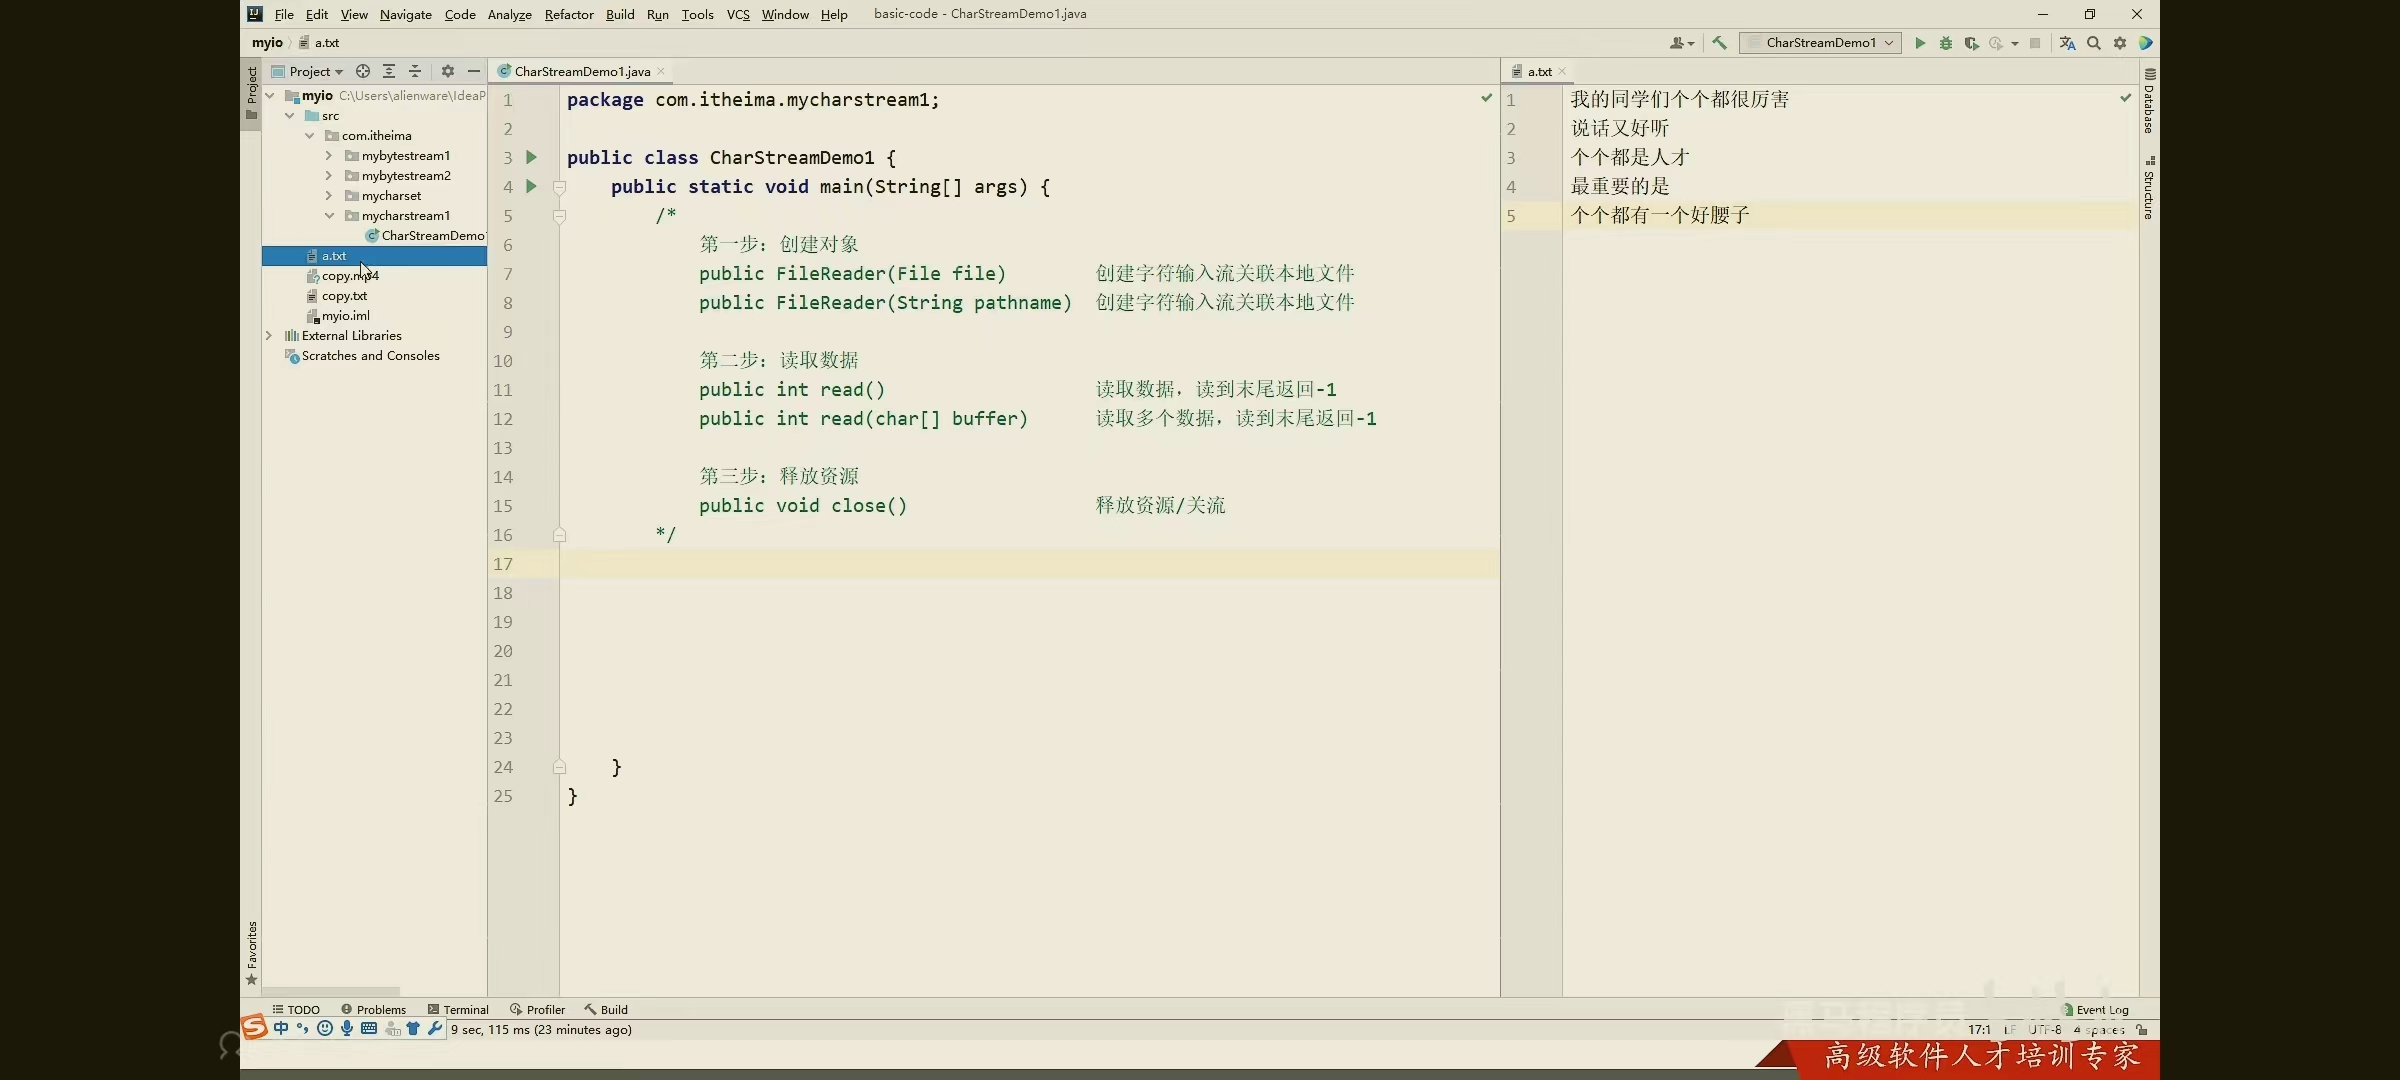 File Edit View Navigate Code Analyze Refactor Build Run Tools VCS Window Help basic-code - CharStreamDemo1.java
myio a.txt CharStreamDemo1
Project
Project
myio C:\Users\alienware\IdeaP
src
com.itheima
mybytestream1
mybytestream2
mycharset
mycharstream1
CharStreamDemo1
a.txt
copy.mp4
copy.txt
myio.iml
External Libraries
Scratches and Consoles
CharStreamDemo1.java
1 package com.itheima.mycharstream1;
2
3 public class CharStreamDemo1 {
4 public static void main(String[] args) {
5 /*
6 第一步：创建对象
7 public FileReader(File file) 创建字符输入流关联本地文件
8 public FileReader(String pathname) 创建字符输入流关联本地文件
9
10 第二步：读取数据
11 public int read() 读取数据，读到末尾返回-1
12 public int read(char[] buffer) 读取多个数据，读到末尾返回-1
13
14 第三步：释放资源
15 public void close() 释放资源/关流
16 */
17
18
19
20
21
22
23
24 }
25 }
a.txt
1 我的同学们个个都很厉害
2 说话又好听
3 个个都是人才
4 最重要的是
5 个个都有一个好腰子
Database
Structure
Favorites
TODO Problems Terminal Profiler Build Event Log
中 9 sec, 115 ms (23 minutes ago) 17:1 LF UTF-8 4 spaces
高级软件人才培训专家